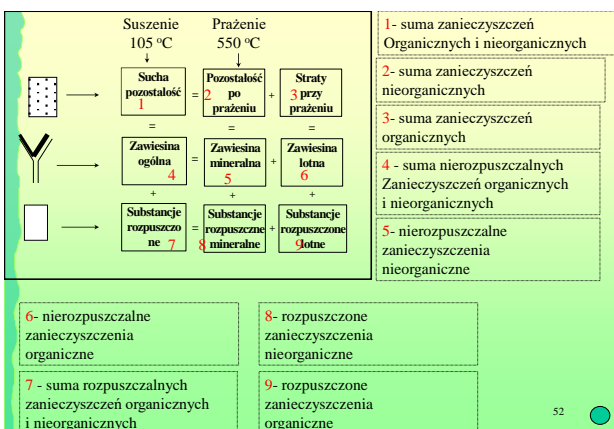 Suszenie Prażenie
105 °C 550 °C
Sucha
pozostałość
1
=
Pozostałość
po
prażeniu
2
+
Straty
przy
prażeniu
3
= = =
Zawiesina
ogólna
4
=
Zawiesina
mineralna
5
+
Zawiesina
lotna
6
+ + +
Substancje
rozpuszczo
ne 7
=
Substancje
rozpuszczne
8 mineralne
+
Substancje
rozpuszczone
9lotne
1- suma zanieczyszczeń
Organicznych i nieorganicznych
2- suma zanieczyszczeń
nieorganicznych
3- suma zanieczyszczeń
organicznych
4 - suma nierozpuszczalnych
Zanieczyszczeń organicznych
i nieorganicznych
5- nierozpuszczalne
zanieczyszczenia
nieorganiczne
6- nierozpuszczalne
zanieczyszczenia
organiczne
7 - suma rozpuszczalnych
zanieczyszczeń organicznych
i nieorganicznych
8- rozpuszczone
zanieczyszczenia
nieorganiczne
9- rozpuszczone
zanieczyszczenia
organiczne
52